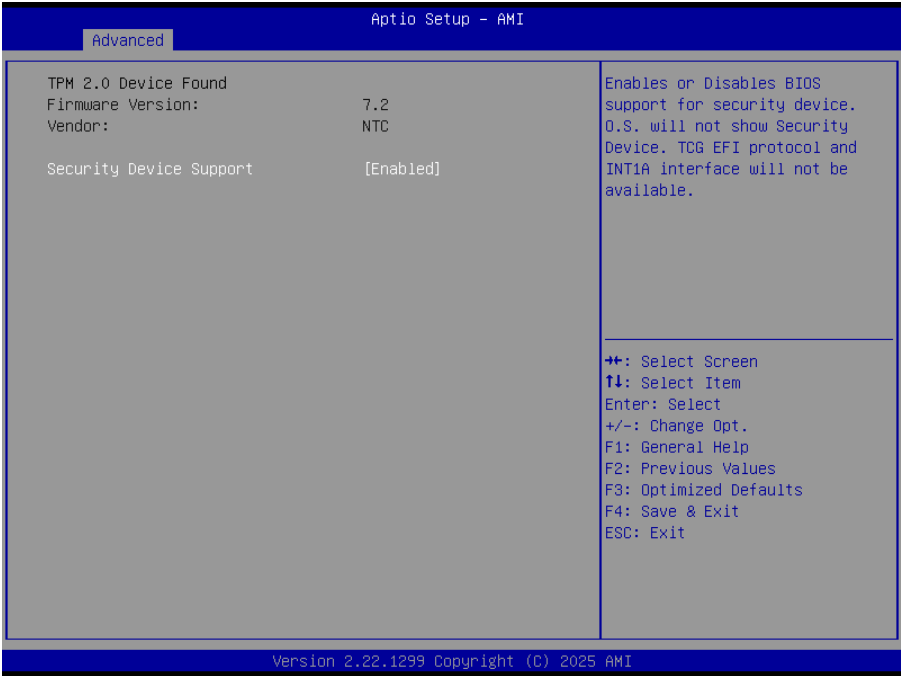 Aptio Setup - AMI
Advanced
TPM 2.0 Device Found
Firmware Version: 7.2
Vendor: NTC
Security Device Support [Enabled]
Enables or Disables BIOS
support for security device.
O.S. will not show Security
Device. TCG EFI protocol and
INT1A interface will not be
available.
→←: Select Screen
↑↓: Select Item
Enter: Select
+/-: Change Opt.
F1: General Help
F2: Previous Values
F3: Optimized Defaults
F4: Save & Exit
ESC: Exit
Version 2.22.1299 Copyright (C) 2025 AMI